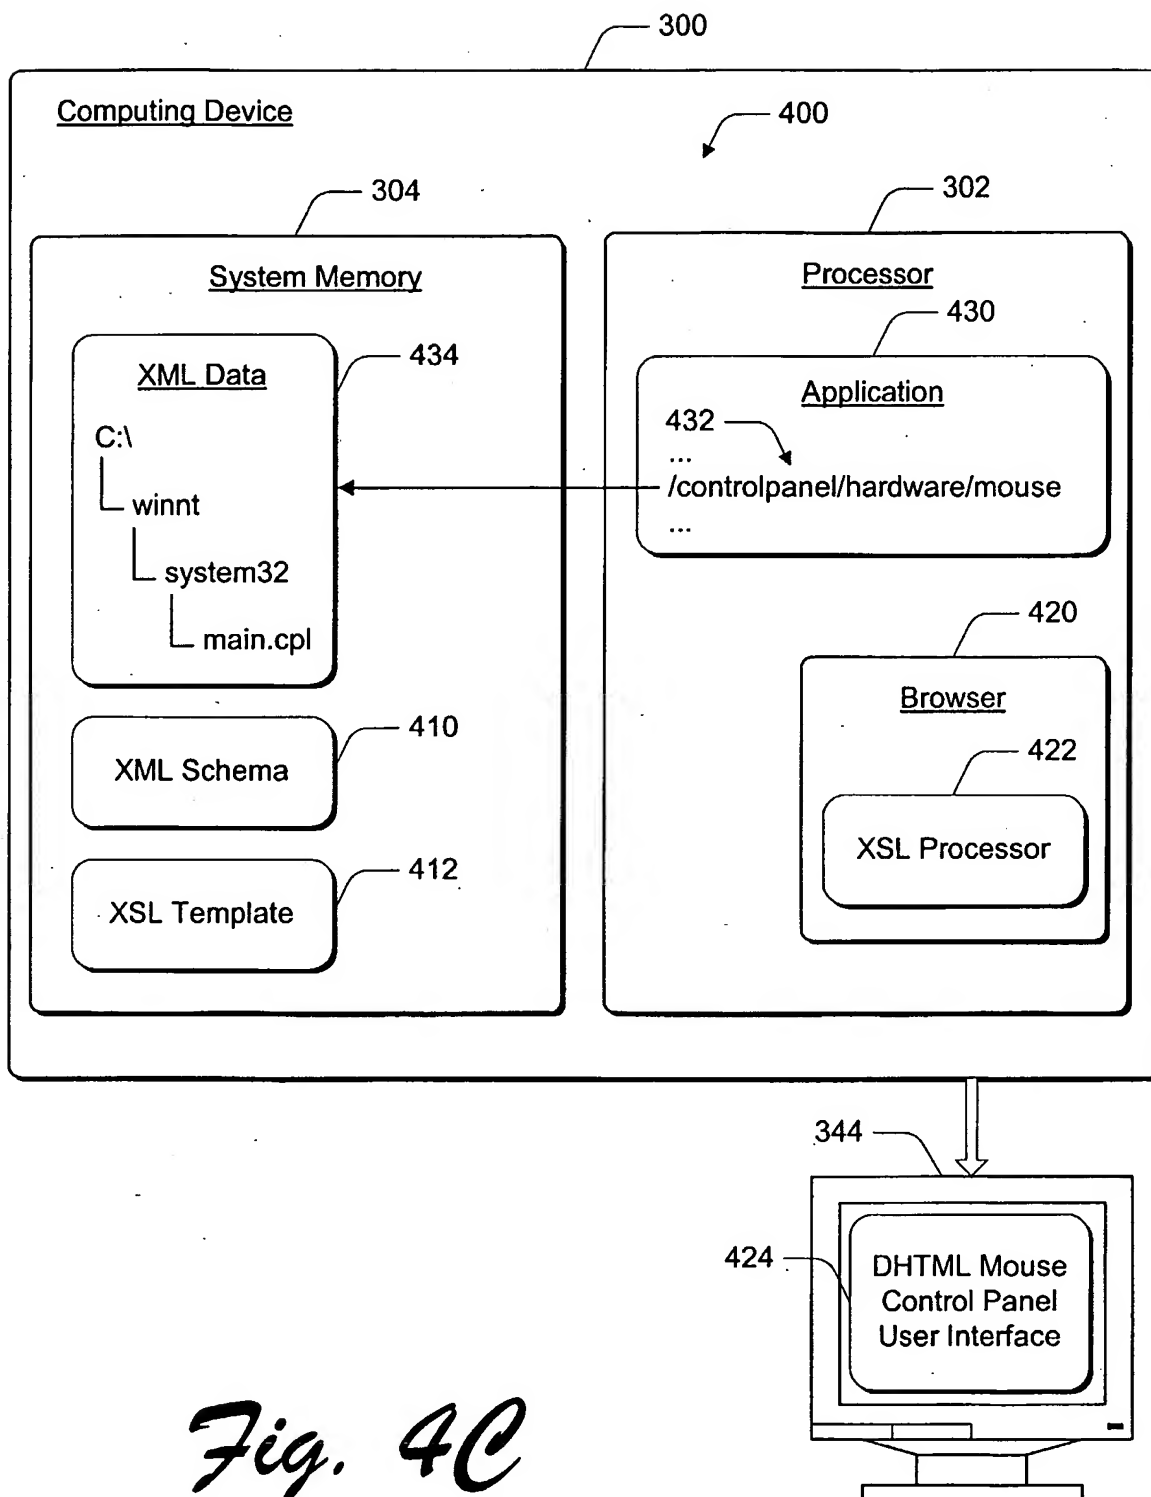 300
Computing Device
400
304
302
System Memory
Processor
434
430
XML Data
Application
432
C:\
...
/controlpanel/hardware/mouse
winnt
...
system32
main.cpl
420
Browser
410
XML Schema
422
XSL Processor
412
XSL Template
344
424
DHTML Mouse
Control Panel
User Interface
Fig. 4C